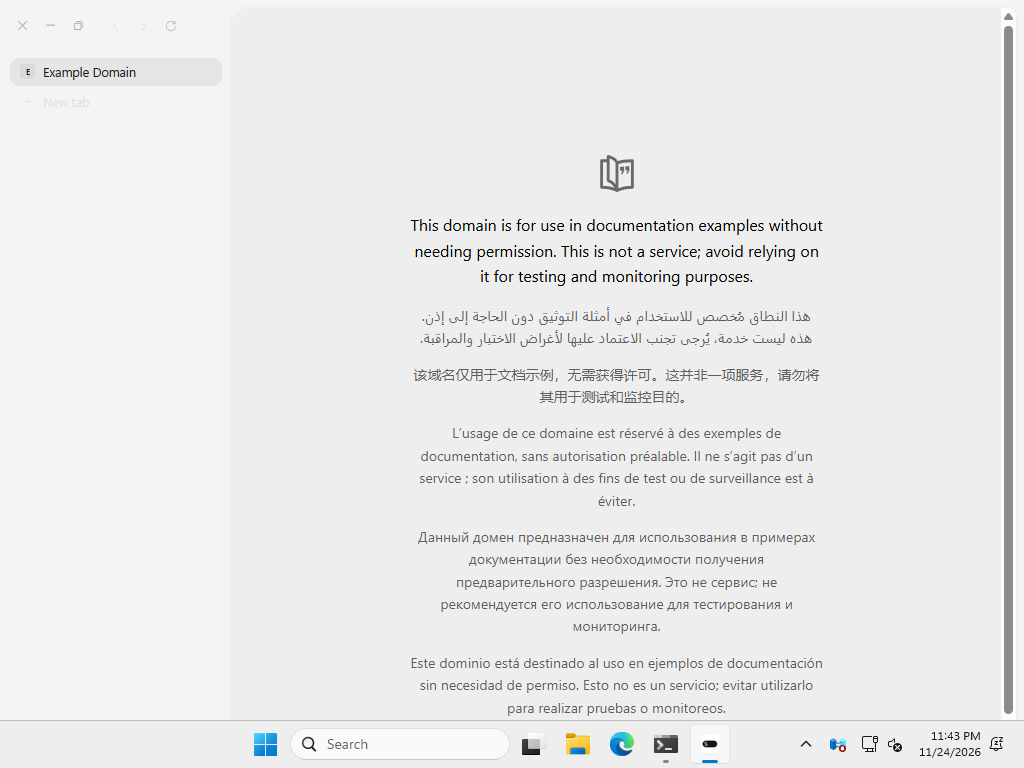 E Example Domain
+ New tab
This domain is for use in documentation examples without
needing permission. This is not a service; avoid relying on
it for testing and monitoring purposes.
هذا النطاق مُخصص للاستخدام في أمثلة التوثيق دون الحاجة إلى إذن.
هذه ليست خدمة، يُرجى تجنب الاعتماد عليها لأغراض الاختبار والمراقبة.
该域名仅用于文档示例，无需获得许可。这并非一项服务，请勿将
其用于测试和监控目的。
L’usage de ce domaine est réservé à des exemples de
documentation, sans autorisation préalable. Il ne s’agit pas d’un
service ; son utilisation à des fins de test ou de surveillance est à
éviter.
Данный домен предназначен для использования в примерах
документации без необходимости получения
предварительного разрешения. Это не сервис; не
рекомендуется его использование для тестирования и
мониторинга.
Este dominio está destinado al uso en ejemplos de documentación
sin necesidad de permiso. Esto no es un servicio; evitar utilizarlo
para realizar pruebas o monitoreos.
Search
11:43 PM
11/24/2026